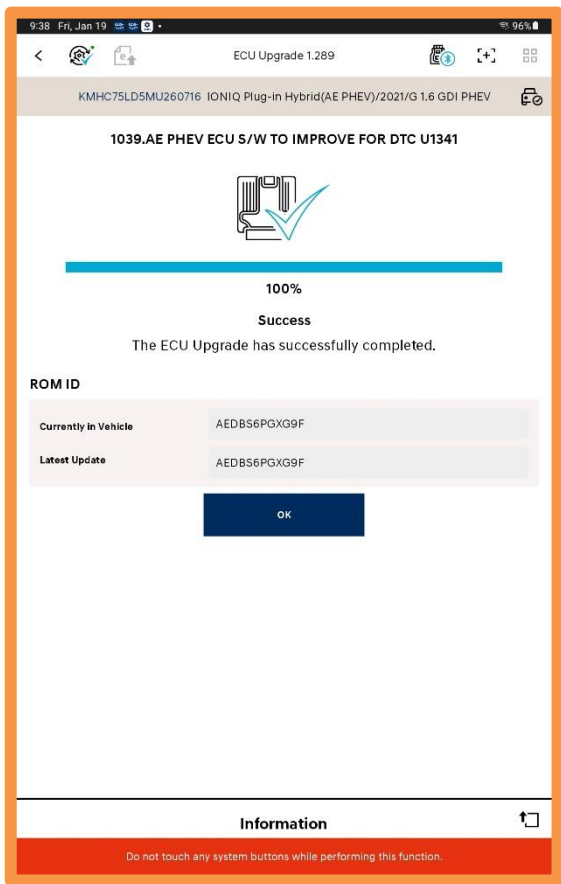 9:38 Fri, Jan 19
96%
ECU Upgrade 1.289
KMHC75LD5MU260716 IONIQ Plug-in Hybrid(AE PHEV)/2021/G 1.6 GDI PHEV
1039.AE PHEV ECU S/W TO IMPROVE FOR DTC U1341
100%
Success
The ECU Upgrade has successfully completed.
ROM ID
Currently in Vehicle AEDBS6PGXG9F
Latest Update AEDBS6PGXG9F
OK
Information
Do not touch any system buttons while performing this function.